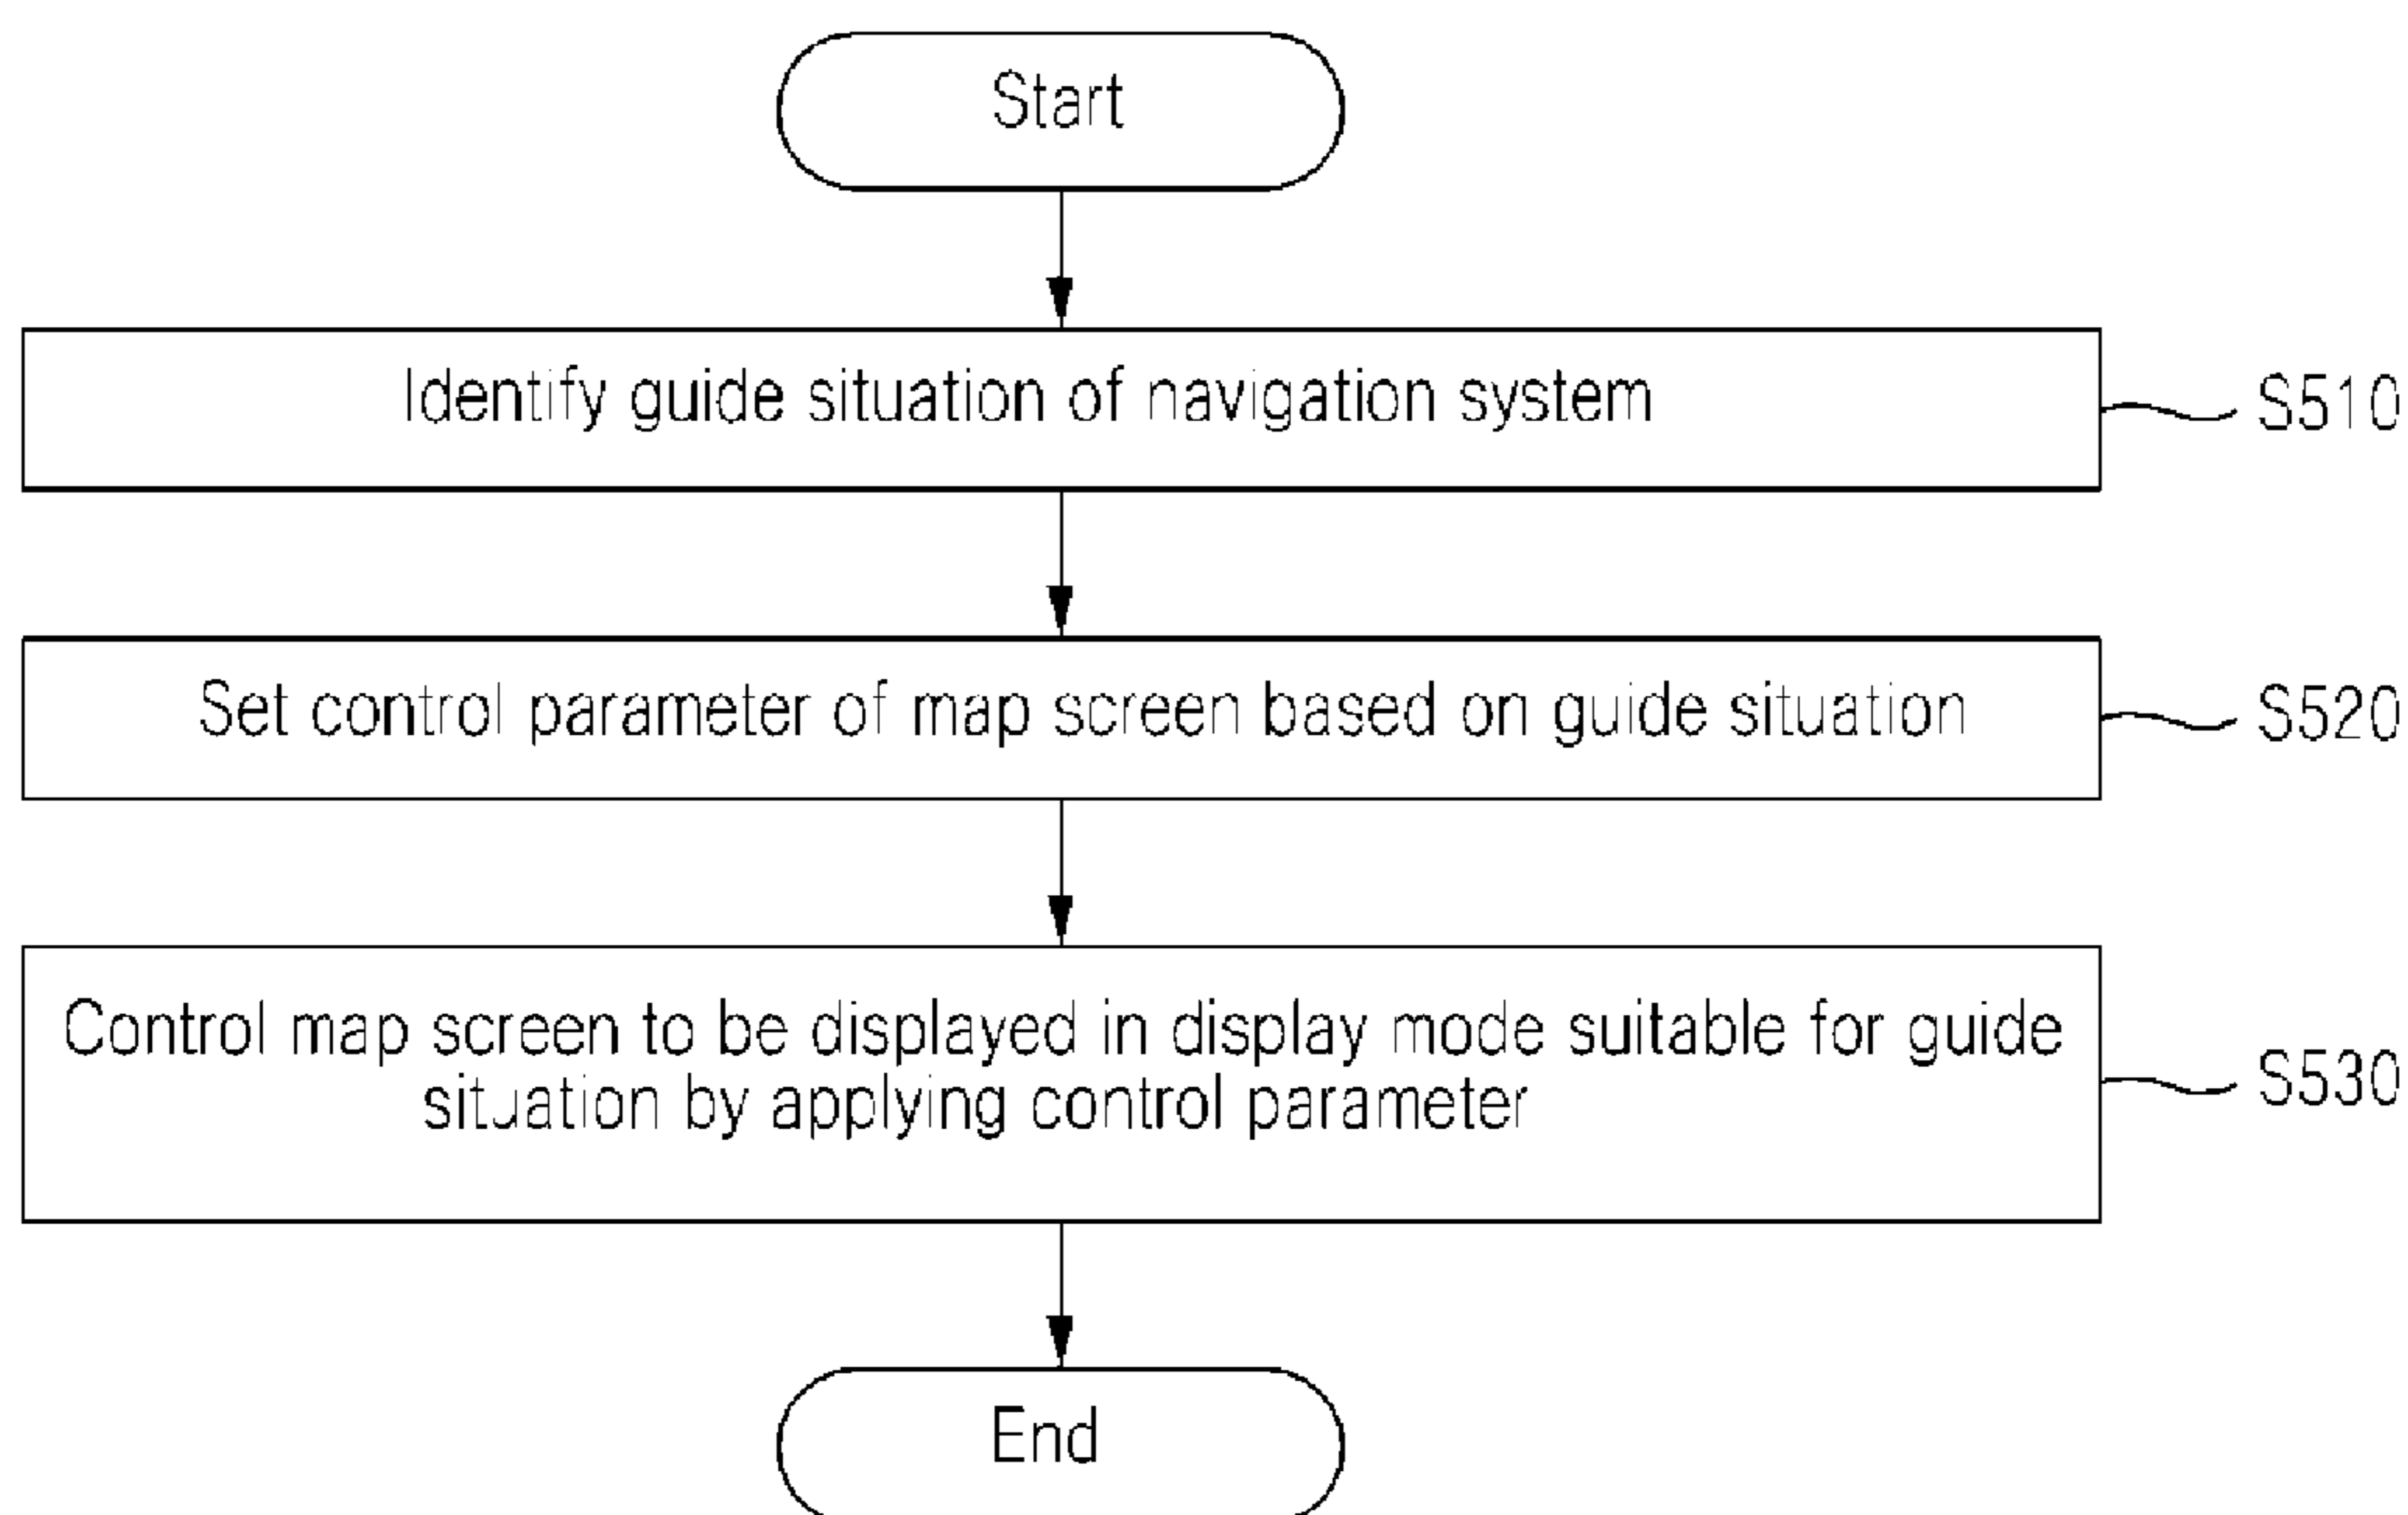 Start
Identify guide situation of navigation system
S510
Set control parameter of map screen based on guide situation
S520
Control map screen to be displayed in display mode suitable for guide
situation by applying control parameter
S530
End